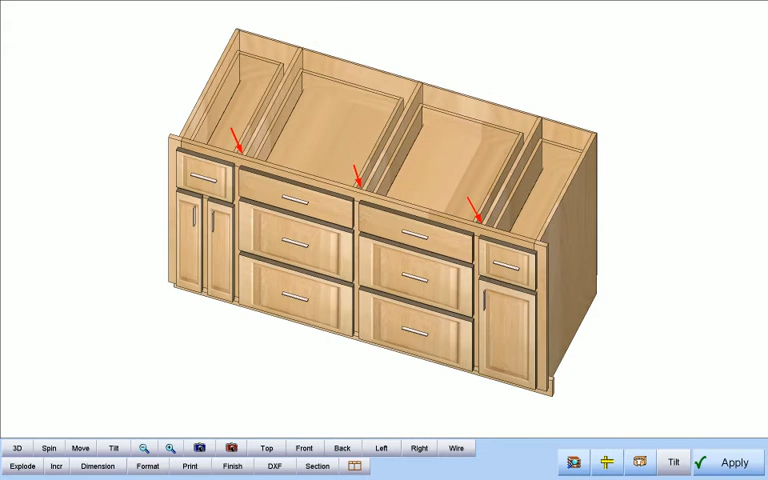 3D Spin Move Tilt Top Front Back Left Right Wire
Explode Incr Dimension Format Print Finish DXF Section
Tilt Apply